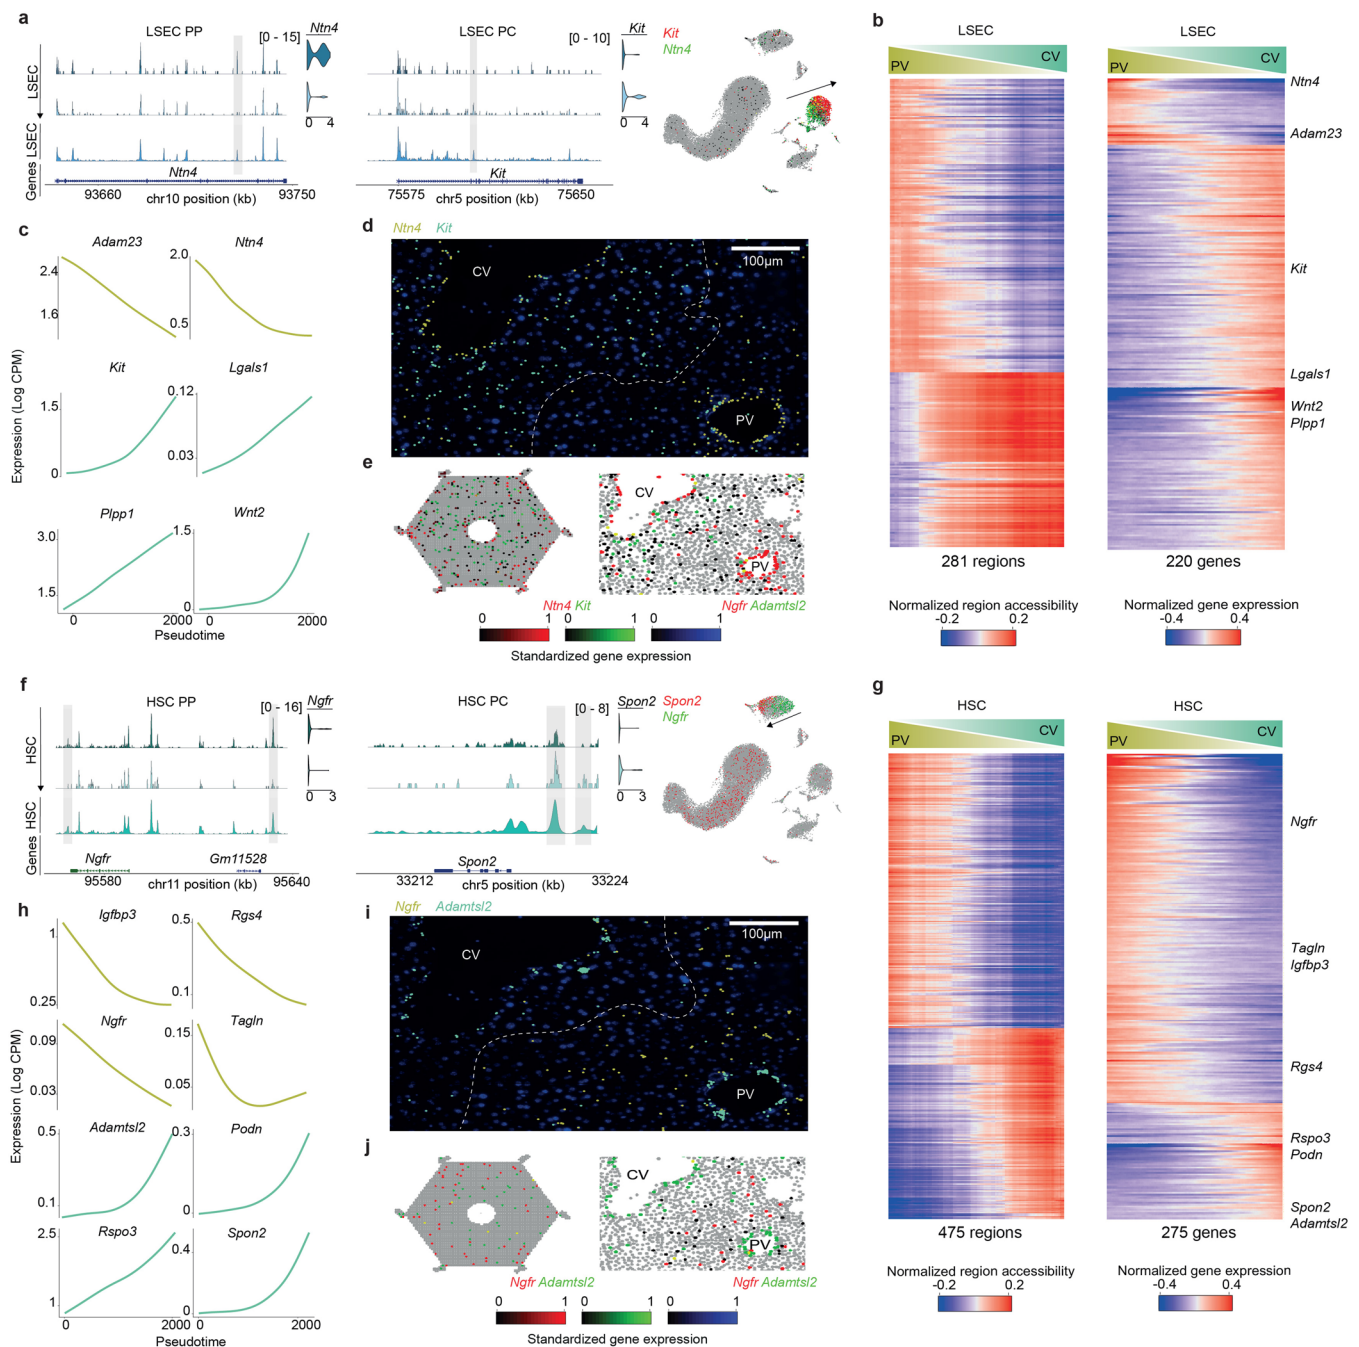 a
LSEC PP
[0 - 15]
Ntn4
LSEC
LSEC
Genes
0 4
Ntn4
93660
chr10 position (kb)
93750
LSEC PC
[0 - 10]
Kit
0 4
Kit
75575
chr5 position (kb)
75650
Kit
Ntn4
b
LSEC
PV
CV
281 regions
Normalized region accessibility
-0.2 0.2
LSEC
PV
CV
Ntn4
Adam23
Kit
Lgals1
Wnt2
Plpp1
220 genes
Normalized gene expression
-0.4 0.4
c
Expression (Log CPM)
Adam23
2.4
1.6
Ntn4
2.0
0.5
Kit
1.5
0
Lgals1
0.12
0.03
Plpp1
3.0
1.5
Wnt2
1.5
0
0 2000 0 2000
Pseudotime
d
Ntn4 Kit
CV
100µm
PV
e
CV
PV
Ntn4 Kit
Ngfr Adamtsl2
0 1 0 1 0 1
Standardized gene expression
f
HSC PP
[0 - 16]
Ngfr
HSC
HSC
Genes
0 3
Ngfr
Gm11528
95580
chr11 position (kb)
95640
HSC PC
[0 - 8]
Spon2
0 3
Spon2
33212
chr5 position (kb)
33224
Spon2
Ngfr
g
HSC
PV
CV
475 regions
Normalized region accessibility
-0.2 0.2
HSC
PV
CV
Ngfr
Tagln
Igfbp3
Rgs4
Rspo3
Podn
Spon2
Adamtsl2
275 genes
Normalized gene expression
-0.4 0.4
h
Expression (Log CPM)
Igfbp3
1
0.25
Rgs4
0.5
0.1
Ngfr
0.09
0.03
Tagln
0.15
0.05
Adamtsl2
0.5
0.1
Podn
0.3
0
Rspo3
2.5
1
Spon2
0.4
0
0 2000 0 2000
Pseudotime
i
Ngfr Adamtsl2
CV
100µm
PV
j
CV
PV
Ngfr Adamtsl2
Ngfr Adamtsl2
0 1 0 1 0 1
Standardized gene expression